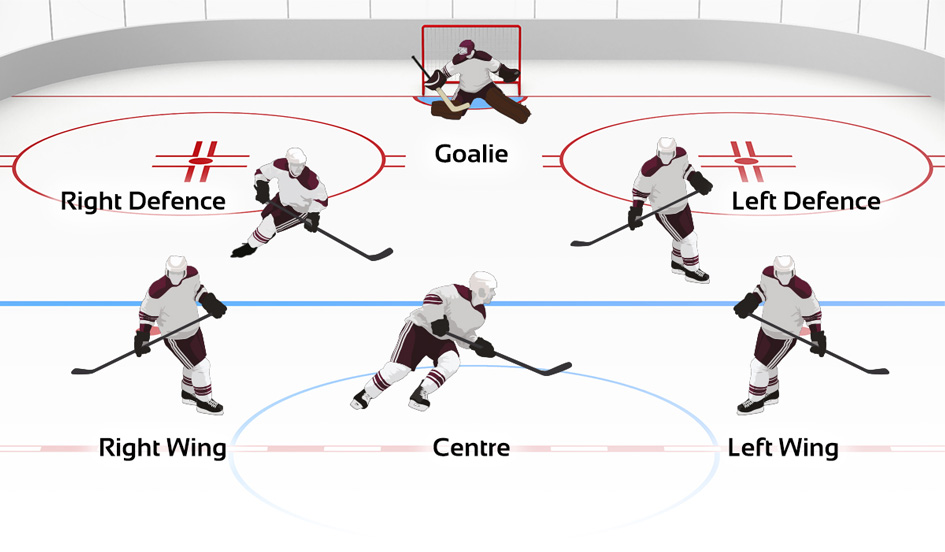 Goalie
Right Defence
Left Defence
Right Wing
Centre
Left Wing